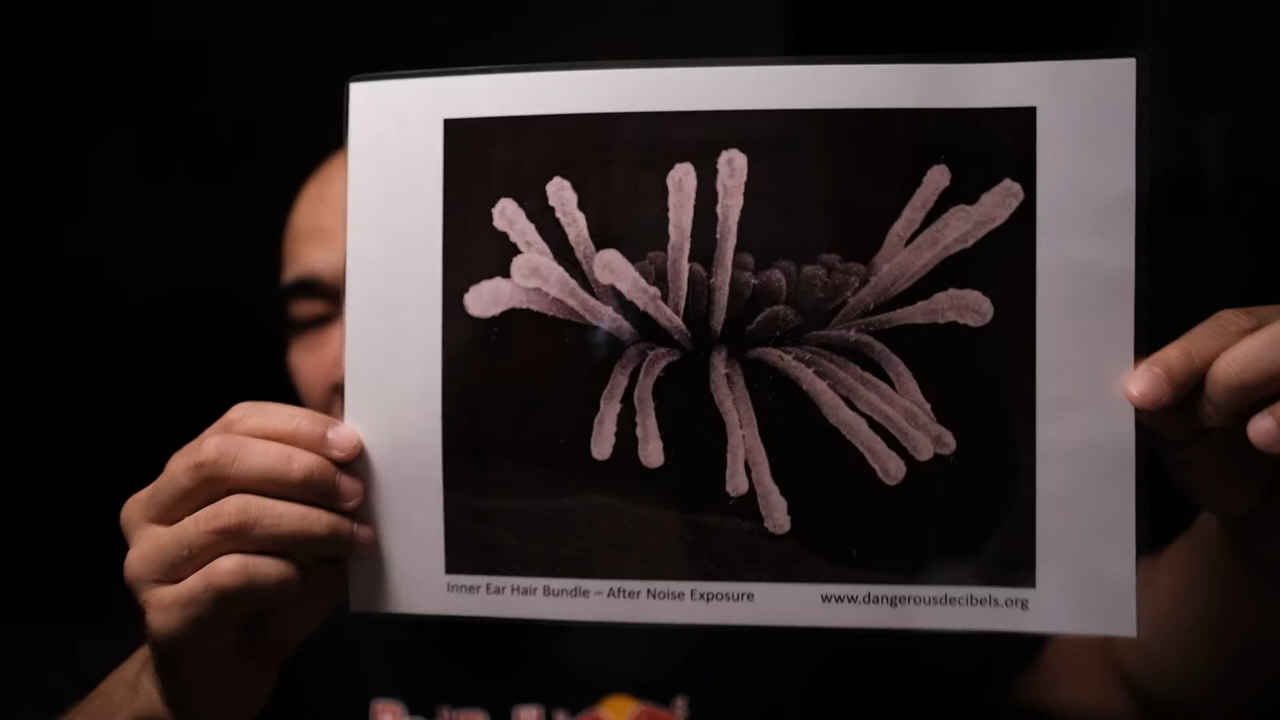 Inner Ear Hair Bundle – After Noise Exposure
www.dangerousdecibels.org